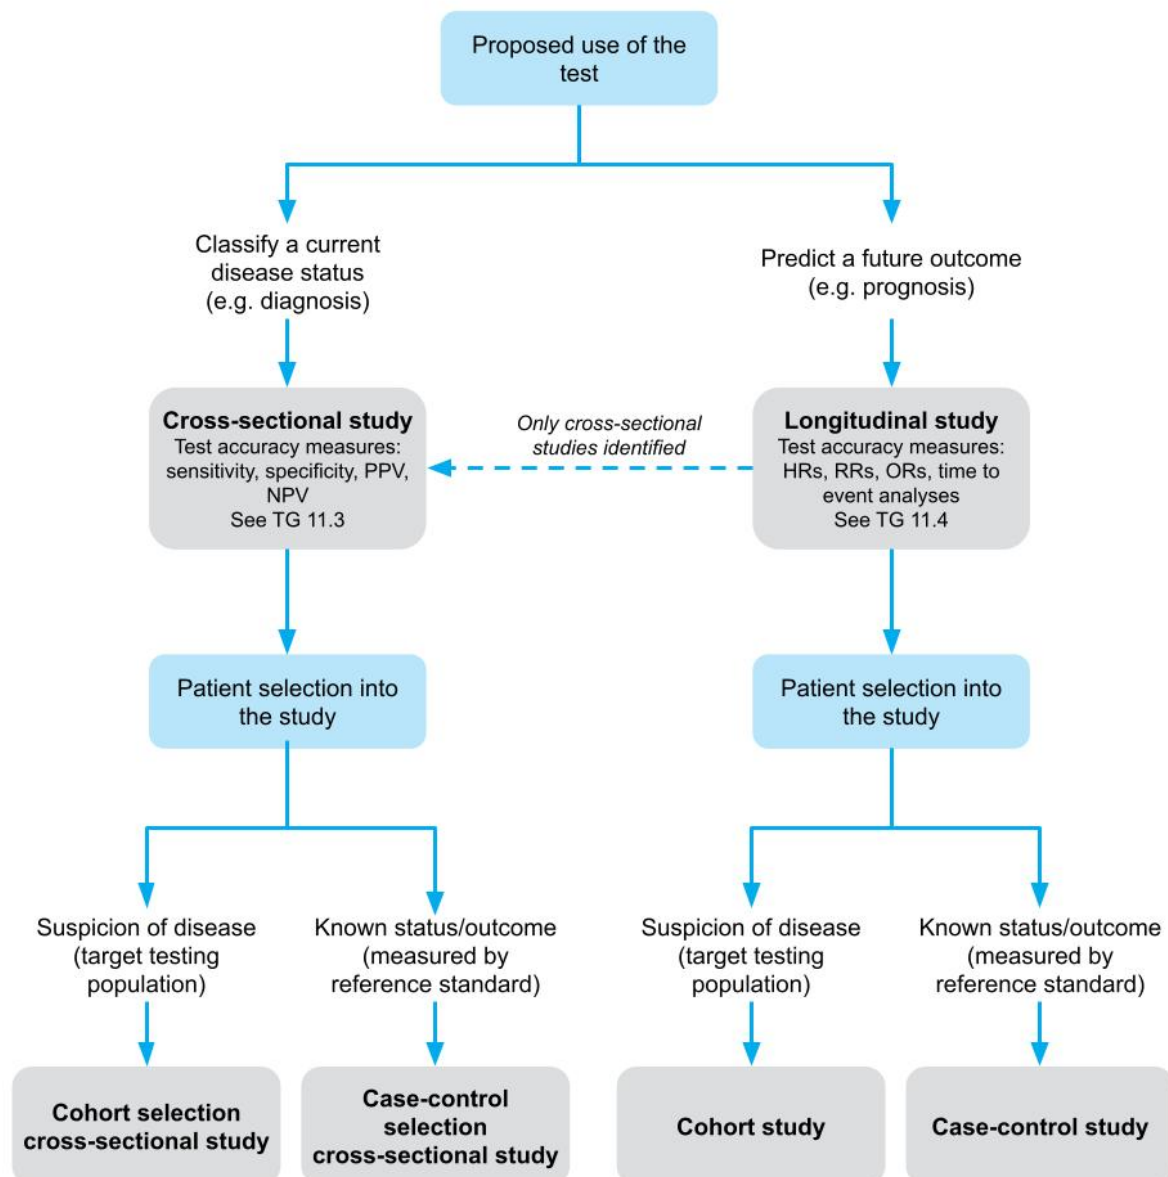 Proposed use of the
test
Classify a current
disease status
(e.g. diagnosis)
Predict a future outcome
(e.g. prognosis)
Cross-sectional study
Test accuracy measures:
sensitivity, specificity, PPV,
NPV
See TG 11.3
Only cross-sectional
studies identified
Longitudinal study
Test accuracy measures:
HRs, RRs, ORs, time to
event analyses
See TG 11.4
Patient selection into
the study
Patient selection into
the study
Suspicion of disease
(target testing
population)
Known status/outcome
(measured by
reference standard)
Suspicion of disease
(target testing
population)
Known status/outcome
(measured by
reference standard)
Cohort selection
cross-sectional study
Case-control
selection
cross-sectional study
Cohort study
Case-control study